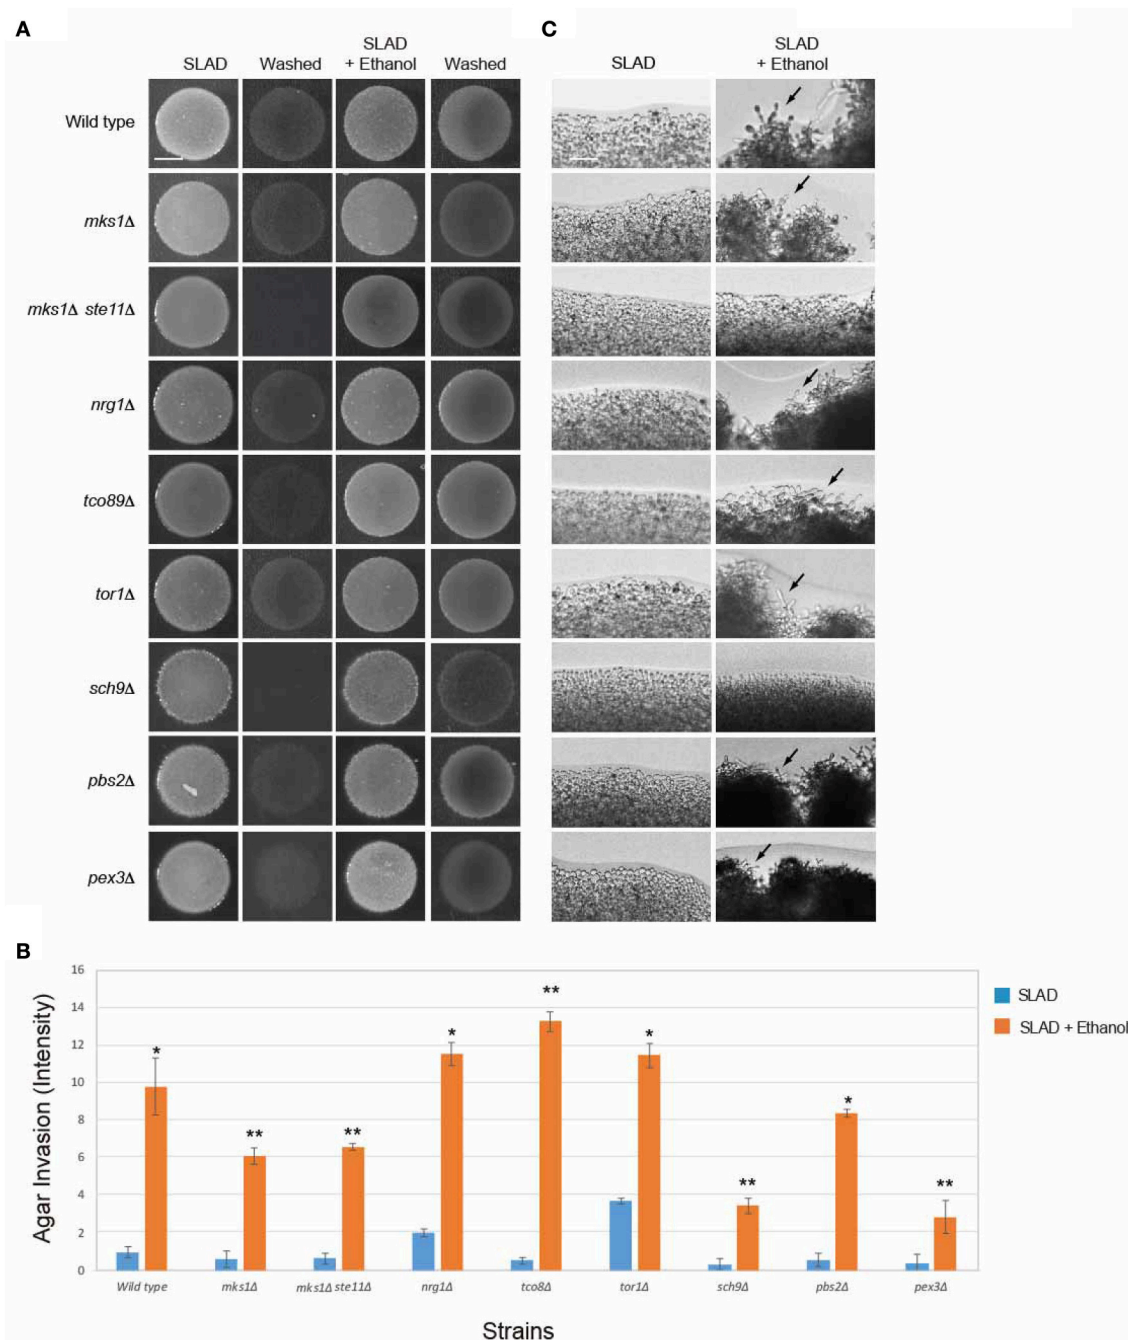 A
C
SLAD
Washed
SLAD
+ Ethanol
Washed
SLAD
SLAD
+ Ethanol
Wild type
mks1Δ
mks1Δ ste11Δ
nrg1Δ
tco89Δ
tor1Δ
sch9Δ
pbs2Δ
pex3Δ
B
Agar Invasion (Intensity)
16
14
12
10
8
6
4
2
0
* ** ** * ** * ** * **
SLAD
SLAD + Ethanol
Wild type mks1Δ mks1Δ ste11Δ nrg1Δ tco8Δ tor1Δ sch9Δ pbs2Δ pex3Δ
Strains